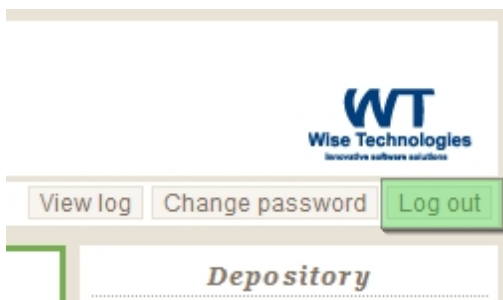 WT
Wise Technologies
Innovative software solutions
View log Change password Log out
Depository